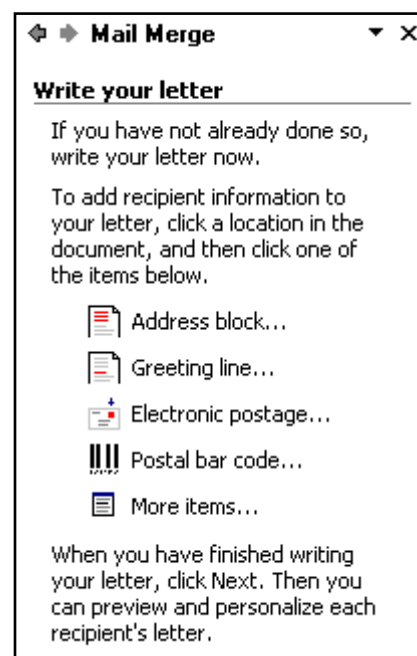 Mail Merge
Write your letter
If you have not already done so,
write your letter now.
To add recipient information to
your letter, click a location in the
document, and then click one of
the items below.
Address block...
Greeting line...
Electronic postage...
Postal bar code...
More items...
When you have finished writing
your letter, click Next. Then you
can preview and personalize each
recipient's letter.